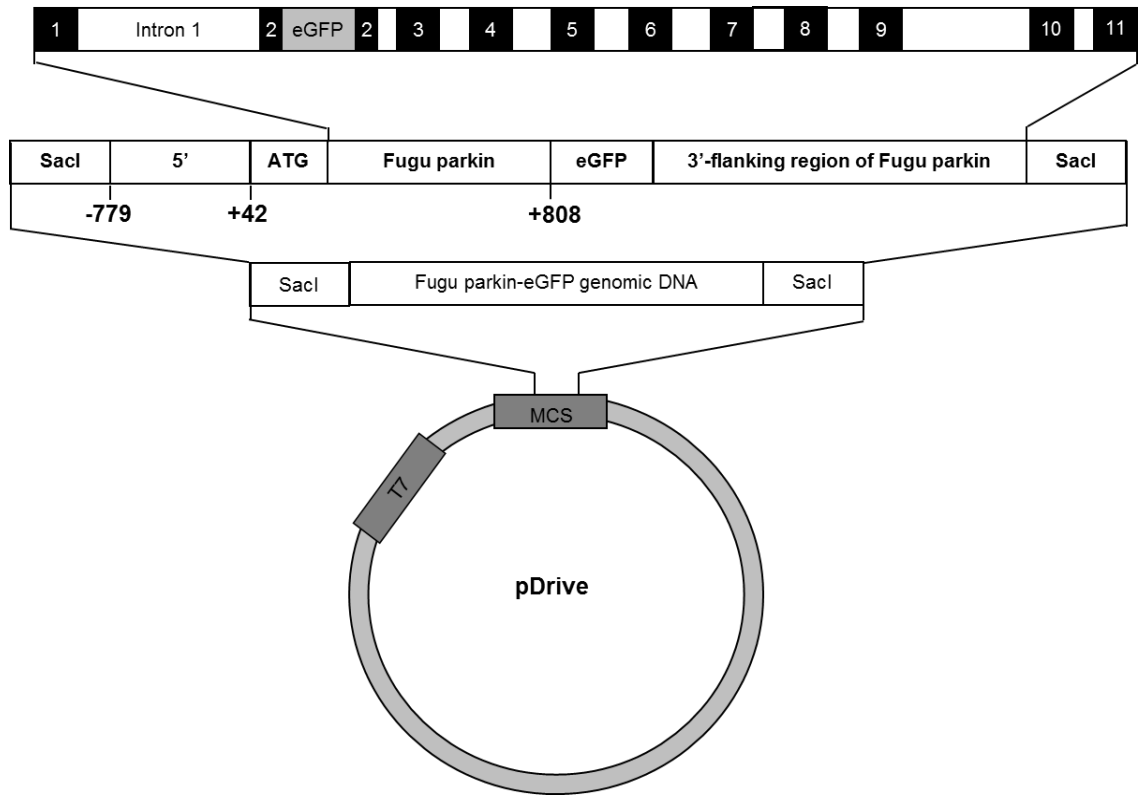 1 Intron 1 2 eGFP 2 3 4 5 6 7 8 9 10 11
SacI 5’ ATG Fugu parkin eGFP 3’-flanking region of Fugu parkin SacI
-779 +42 +808
SacI Fugu parkin-eGFP genomic DNA SacI
MCS
T7
pDrive